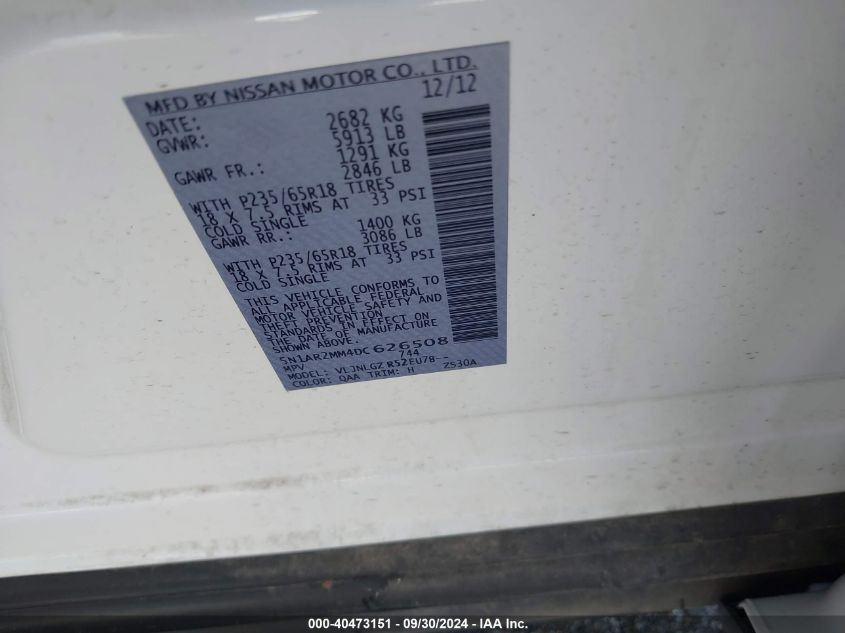 MFD BY NISSAN MOTOR CO., LTD.
DATE: 12/12
GVWR: 2682 KG
5913 LB
GAWR FR.: 1291 KG
2846 LB
WITH P235/65R18 TIRES
18 X 7.5 RIMS AT 33 PSI
COLD SINGLE
GAWR RR.: 1400 KG
3086 LB
WITH P235/65R18 TIRES
18 X 7.5 RIMS AT 33 PSI
COLD SINGLE
THIS VEHICLE CONFORMS TO
ALL APPLICABLE FEDERAL
MOTOR VEHICLE SAFETY AND
THEFT PREVENTION
STANDARDS IN EFFECT ON
THE DATE OF MANUFACTURE
SHOWN ABOVE.
5N1AR2MM4DC626508
MPV 744
MODEL: VLJNLGZ R52EU7B--
COLOR: QAA TRIM: H ZS30A
000-40473151 - 09/30/2024 - IAA Inc.